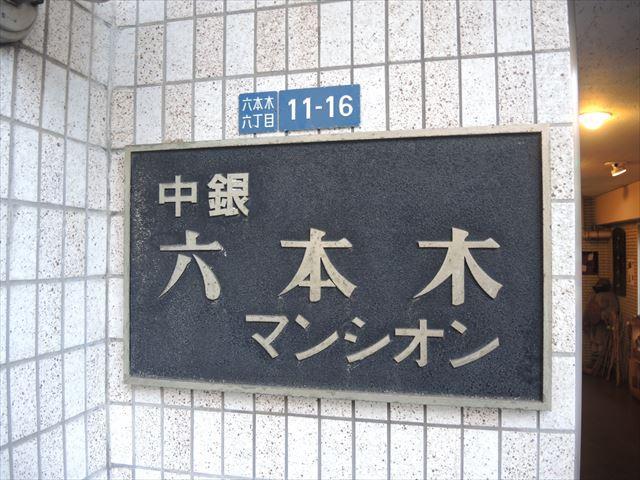 六本木
六丁目
11-16
中銀
六本木
マンシオン